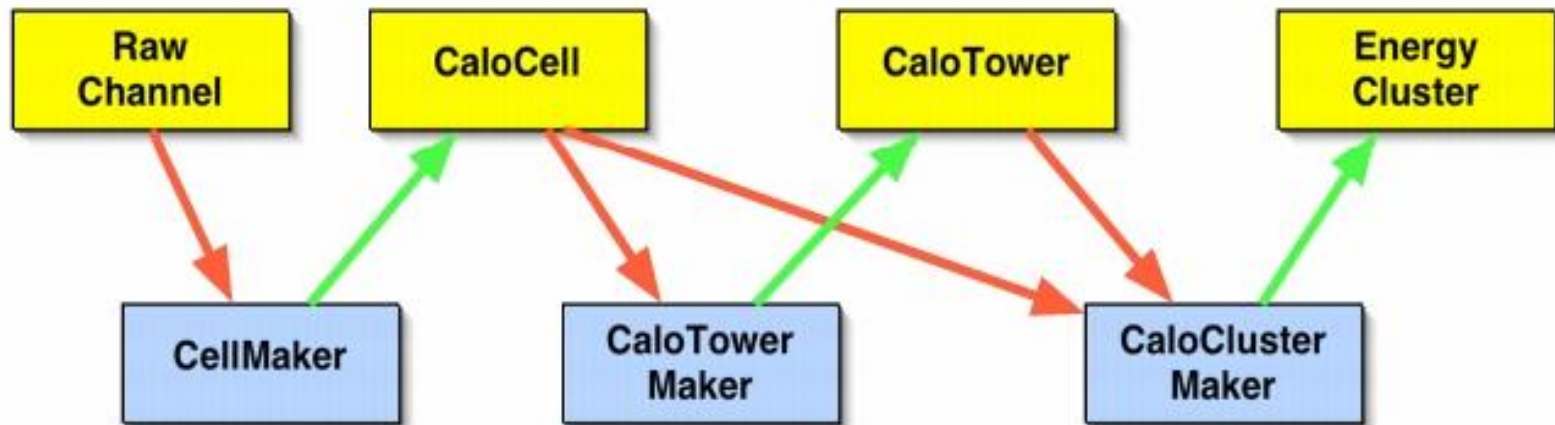 Raw
Channel
CaloCell
CaloTower
Energy
Cluster
CellMaker
CaloTower
Maker
CaloCluster
Maker